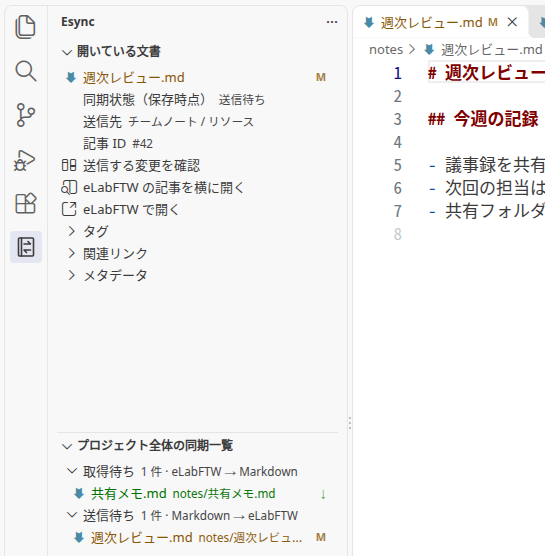 Esync
開いている文書
週次レビュー.md M
同期状態（保存時点） 送信待ち
送信先 チームノート / リソース
記事 ID #42
送信する変更を確認
eLabFTW の記事を横に開く
eLabFTW で開く
タグ
関連リンク
メタデータ
プロジェクト全体の同期一覧
取得待ち 1 件 · eLabFTW → Markdown
共有メモ.md notes/共有メモ.md ↓
送信待ち 1 件 · Markdown → eLabFTW
週次レビュー.md notes/週次レビュ... M
週次レビュー.md M
notes > 週次レビュー.md
1 # 週次レビュー
2
3 ## 今週の記録
4
5 - 議事録を共有
6 - 次回の担当は
7 - 共有フォルダ
8